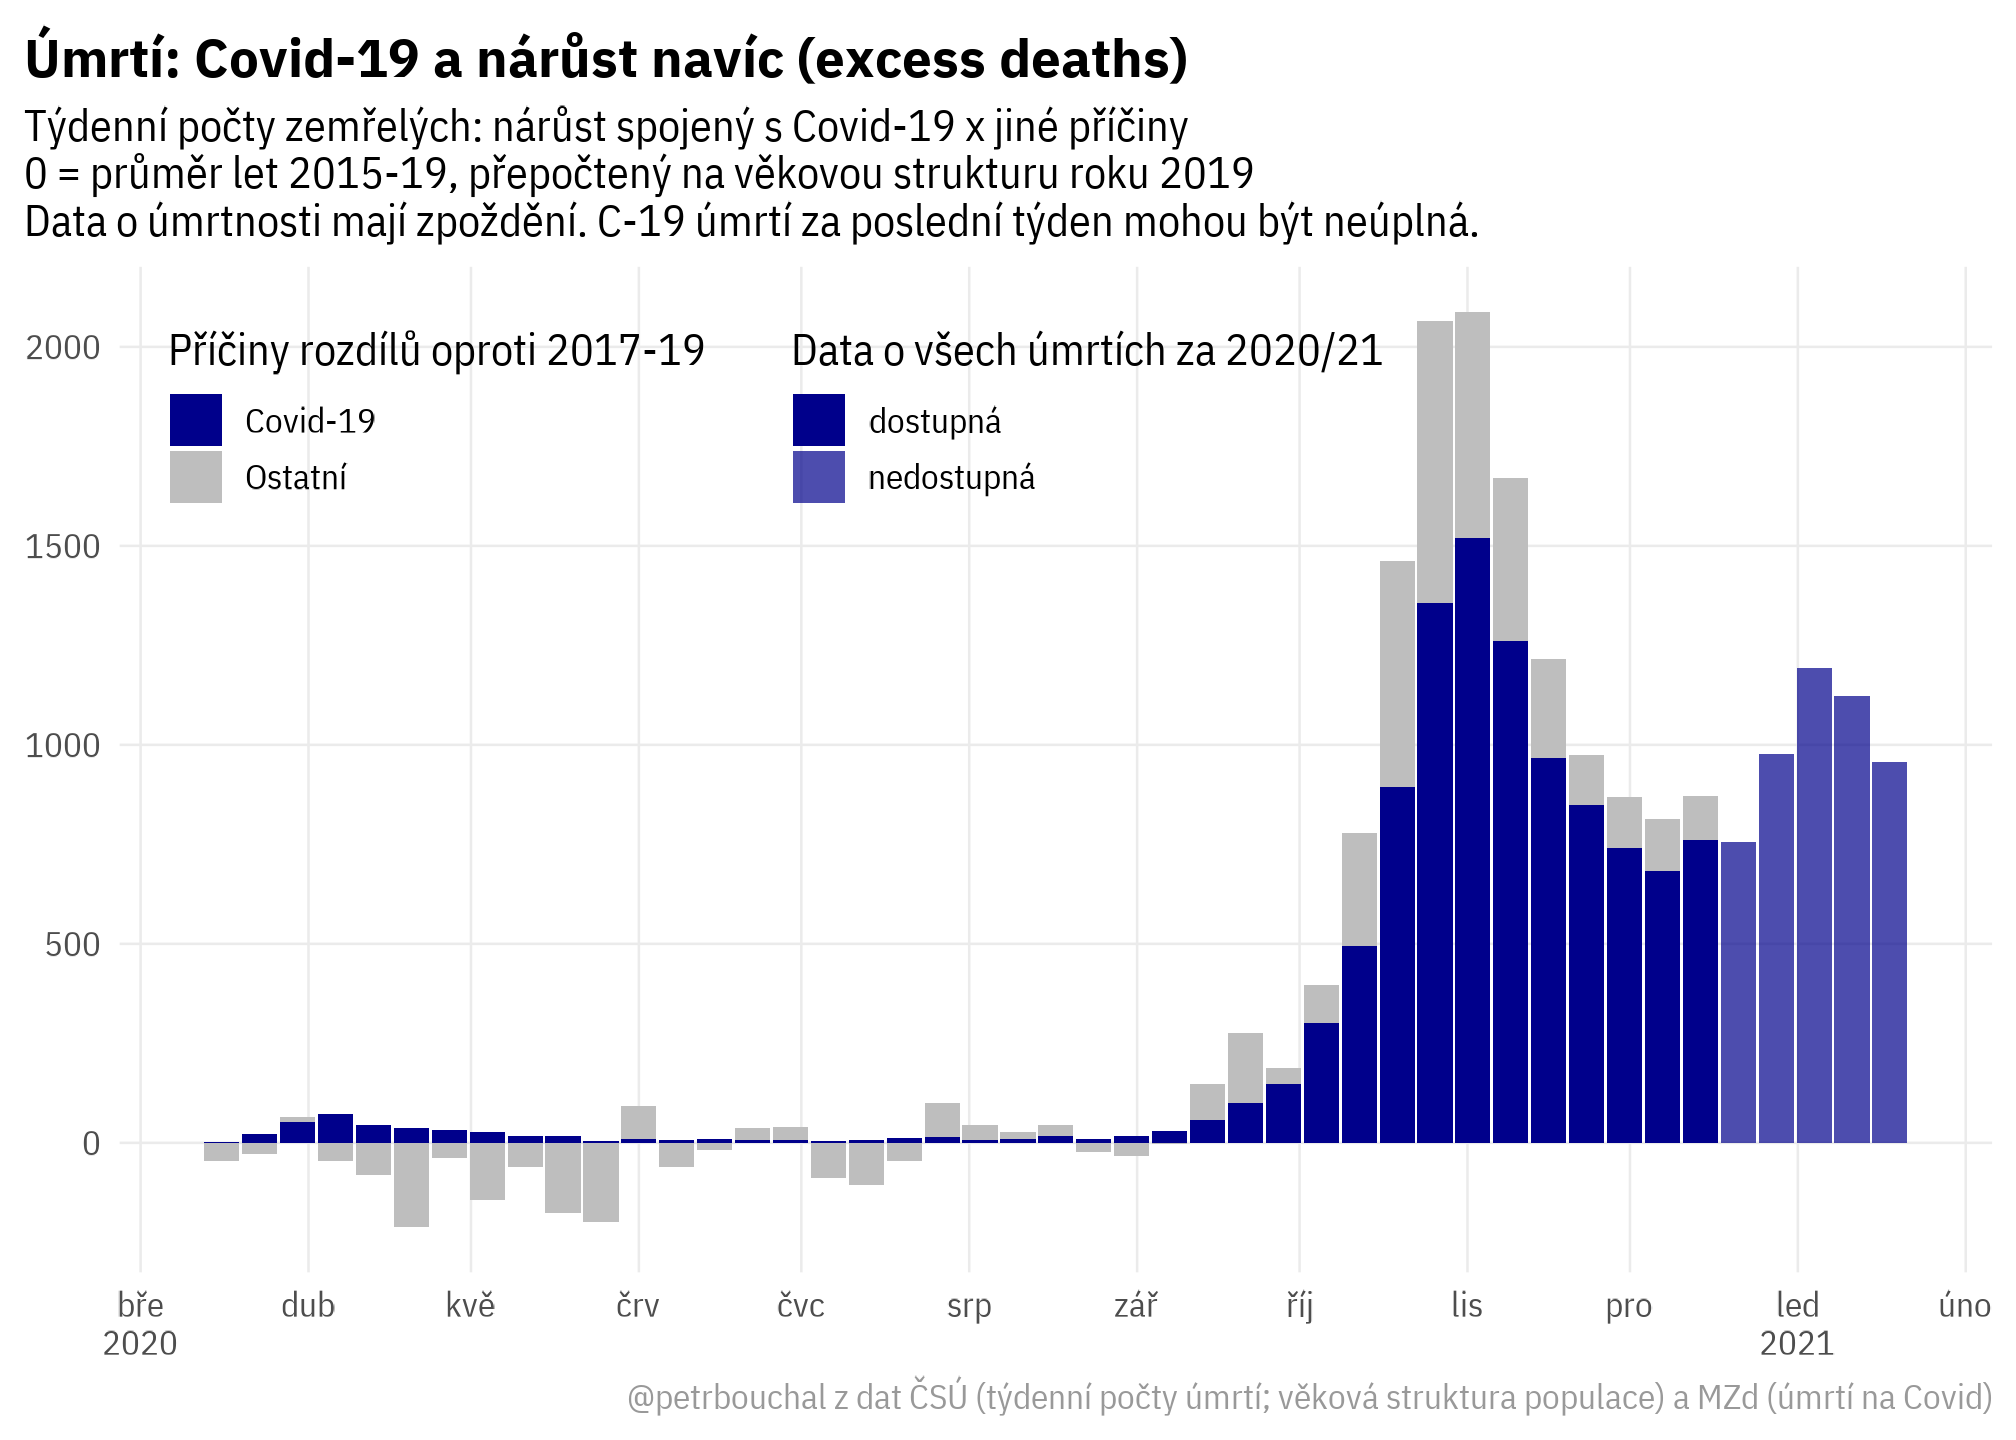 Úmrtí: Covid-19 a nárůst navíc (excess deaths)
Týdenní počty zemřelých: nárůst spojený s Covid-19 x jiné příčiny
0 = průměr let 2015-19, přepočtený na věkovou strukturu roku 2019
Data o úmrtnosti mají zpoždění. C-19 úmrtí za poslední týden mohou být neúplná.
Příčiny rozdílů oproti 2017-19
Covid-19
Ostatní
Data o všech úmrtích za 2020/21
dostupná
nedostupná
2000
1500
1000
500
0
bře dub kvě črv čvc srp zář říj lis pro led úno
2020 2021
@petrbouchal z dat ČSÚ (týdenní počty úmrtí; věková struktura populace) a MZd (úmrtí na Covid)